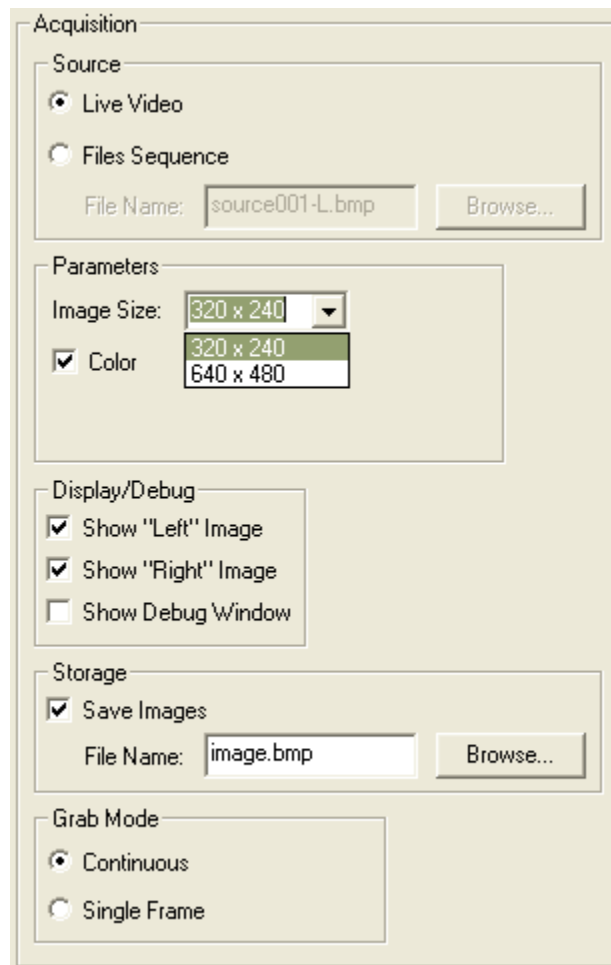 Acquisition
Source
Live Video
Files Sequence
File Name: source001-L.bmp Browse...
Parameters
Image Size: 320 x 240
320 x 240
640 x 480
Color
Display/Debug
Show "Left" Image
Show "Right" Image
Show Debug Window
Storage
Save Images
File Name: image.bmp Browse...
Grab Mode
Continuous
Single Frame